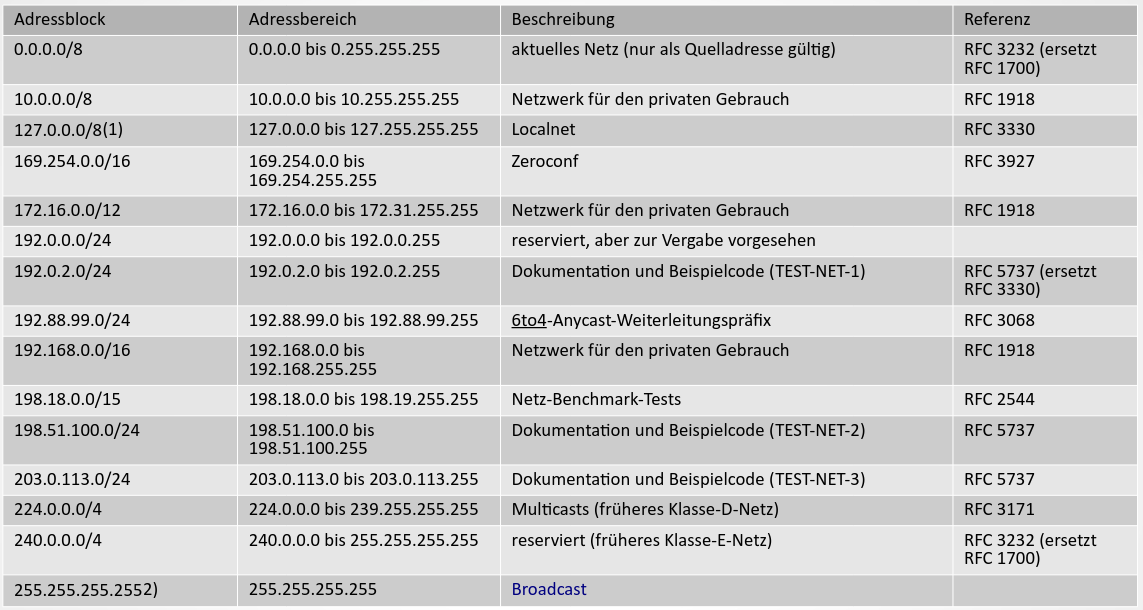 Adressblock Adressbereich Beschreibung Referenz
0.0.0.0/8 0.0.0.0 bis 0.255.255.255 aktuelles Netz (nur als Quelladresse gültig) RFC 3232 (ersetzt
RFC 1700)
10.0.0.0/8 10.0.0.0 bis 10.255.255.255 Netzwerk für den privaten Gebrauch RFC 1918
127.0.0.0/8(1) 127.0.0.0 bis 127.255.255.255 Localnet RFC 3330
169.254.0.0/16 169.254.0.0 bis Zeroconf RFC 3927
169.254.255.255
172.16.0.0/12 172.16.0.0 bis 172.31.255.255 Netzwerk für den privaten Gebrauch RFC 1918
192.0.0.0/24 192.0.0.0 bis 192.0.0.255 reserviert, aber zur Vergabe vorgesehen
192.0.2.0/24 192.0.2.0 bis 192.0.2.255 Dokumentation und Beispielcode (TEST-NET-1) RFC 5737 (ersetzt
RFC 3330)
192.88.99.0/24 192.88.99.0 bis 192.88.99.255 6to4-Anycast-Weiterleitungspräfix RFC 3068
192.168.0.0/16 192.168.0.0 bis Netzwerk für den privaten Gebrauch RFC 1918
192.168.255.255
198.18.0.0/15 198.18.0.0 bis 198.19.255.255 Netz-Benchmark-Tests RFC 2544
198.51.100.0/24 198.51.100.0 bis Dokumentation und Beispielcode (TEST-NET-2) RFC 5737
198.51.100.255
203.0.113.0/24 203.0.113.0 bis 203.0.113.255 Dokumentation und Beispielcode (TEST-NET-3) RFC 5737
224.0.0.0/4 224.0.0.0 bis 239.255.255.255 Multicasts (früheres Klasse-D-Netz) RFC 3171
240.0.0.0/4 240.0.0.0 bis 255.255.255.255 reserviert (früheres Klasse-E-Netz) RFC 3232 (ersetzt
RFC 1700)
255.255.255.2552) 255.255.255.255 Broadcast